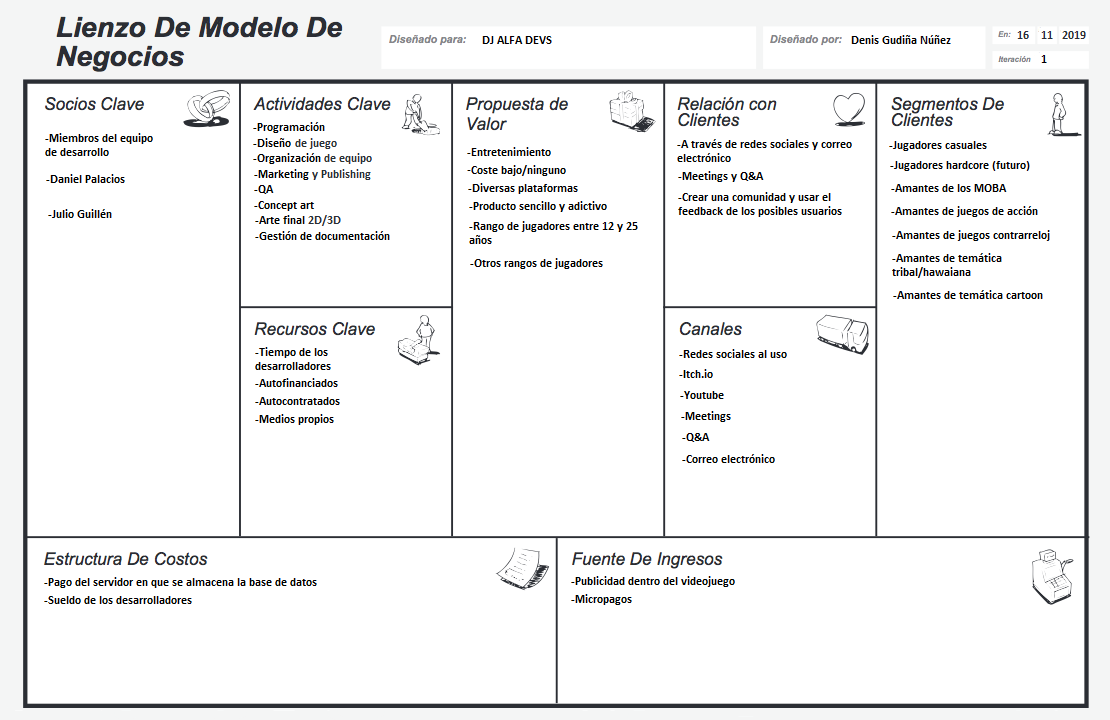 Lienzo De Modelo De
Negocios
Diseñado para: DJ ALFA DEVS
Diseñado por: Denis Gudiña Núñez
En: 16 11 2019
Iteración 1
Socios Clave
-Miembros del equipo
de desarrollo
-Daniel Palacios
-Julio Guillén
Actividades Clave
-Programación
-Diseño de juego
-Organización de equipo
-Marketing y Publishing
-QA
-Concept art
-Arte final 2D/3D
-Gestión de documentación
Recursos Clave
-Tiempo de los
desarrolladores
-Autofinanciados
-Autocontratados
-Medios propios
Propuesta de
Valor
-Entretenimiento
-Coste bajo/ninguno
-Diversas plataformas
-Producto sencillo y adictivo
-Rango de jugadores entre 12 y 25
años
-Otros rangos de jugadores
Relación con
Clientes
-A través de redes sociales y correo
electrónico
-Meetings y Q&A
-Crear una comunidad y usar el
feedback de los posibles usuarios
Canales
-Redes sociales al uso
-Itch.io
-Youtube
-Meetings
-Q&A
-Correo electrónico
Segmentos De
Clientes
-Jugadores casuales
-Jugadores hardcore (futuro)
-Amantes de los MOBA
-Amantes de juegos de acción
-Amantes de juegos contrarreloj
-Amantes de temática
tribal/hawaiana
-Amantes de temática cartoon
Estructura De Costos
-Pago del servidor en que se almacena la base de datos
-Sueldo de los desarrolladores
Fuente De Ingresos
-Publicidad dentro del videojuego
-Micropagos